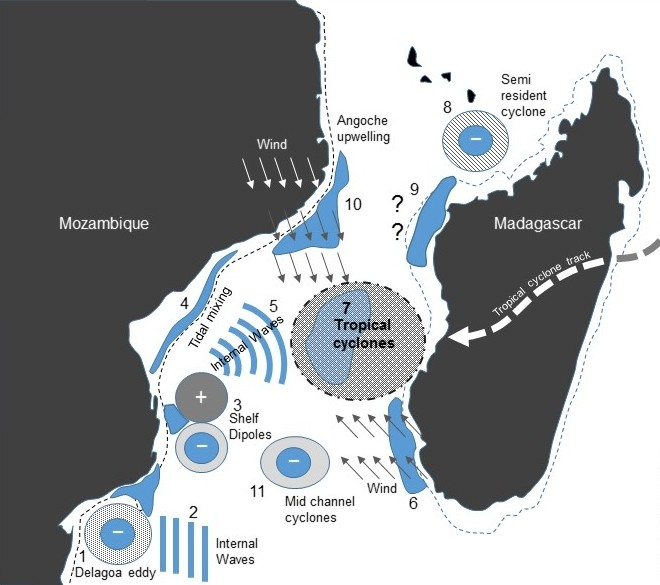 Semi
resident
cyclone
8
−
Angoche
upwelling
Wind
9
10
?
?
Mozambique
Madagascar
Tropical cyclone track
4
Tidal mixing
5
Internal Waves
7
Tropical
cyclones
+
3
Shelf
Dipoles
−
−
11
Mid channel
cyclones
Wind
6
1
−
Delagoa eddy
2
Internal
Waves